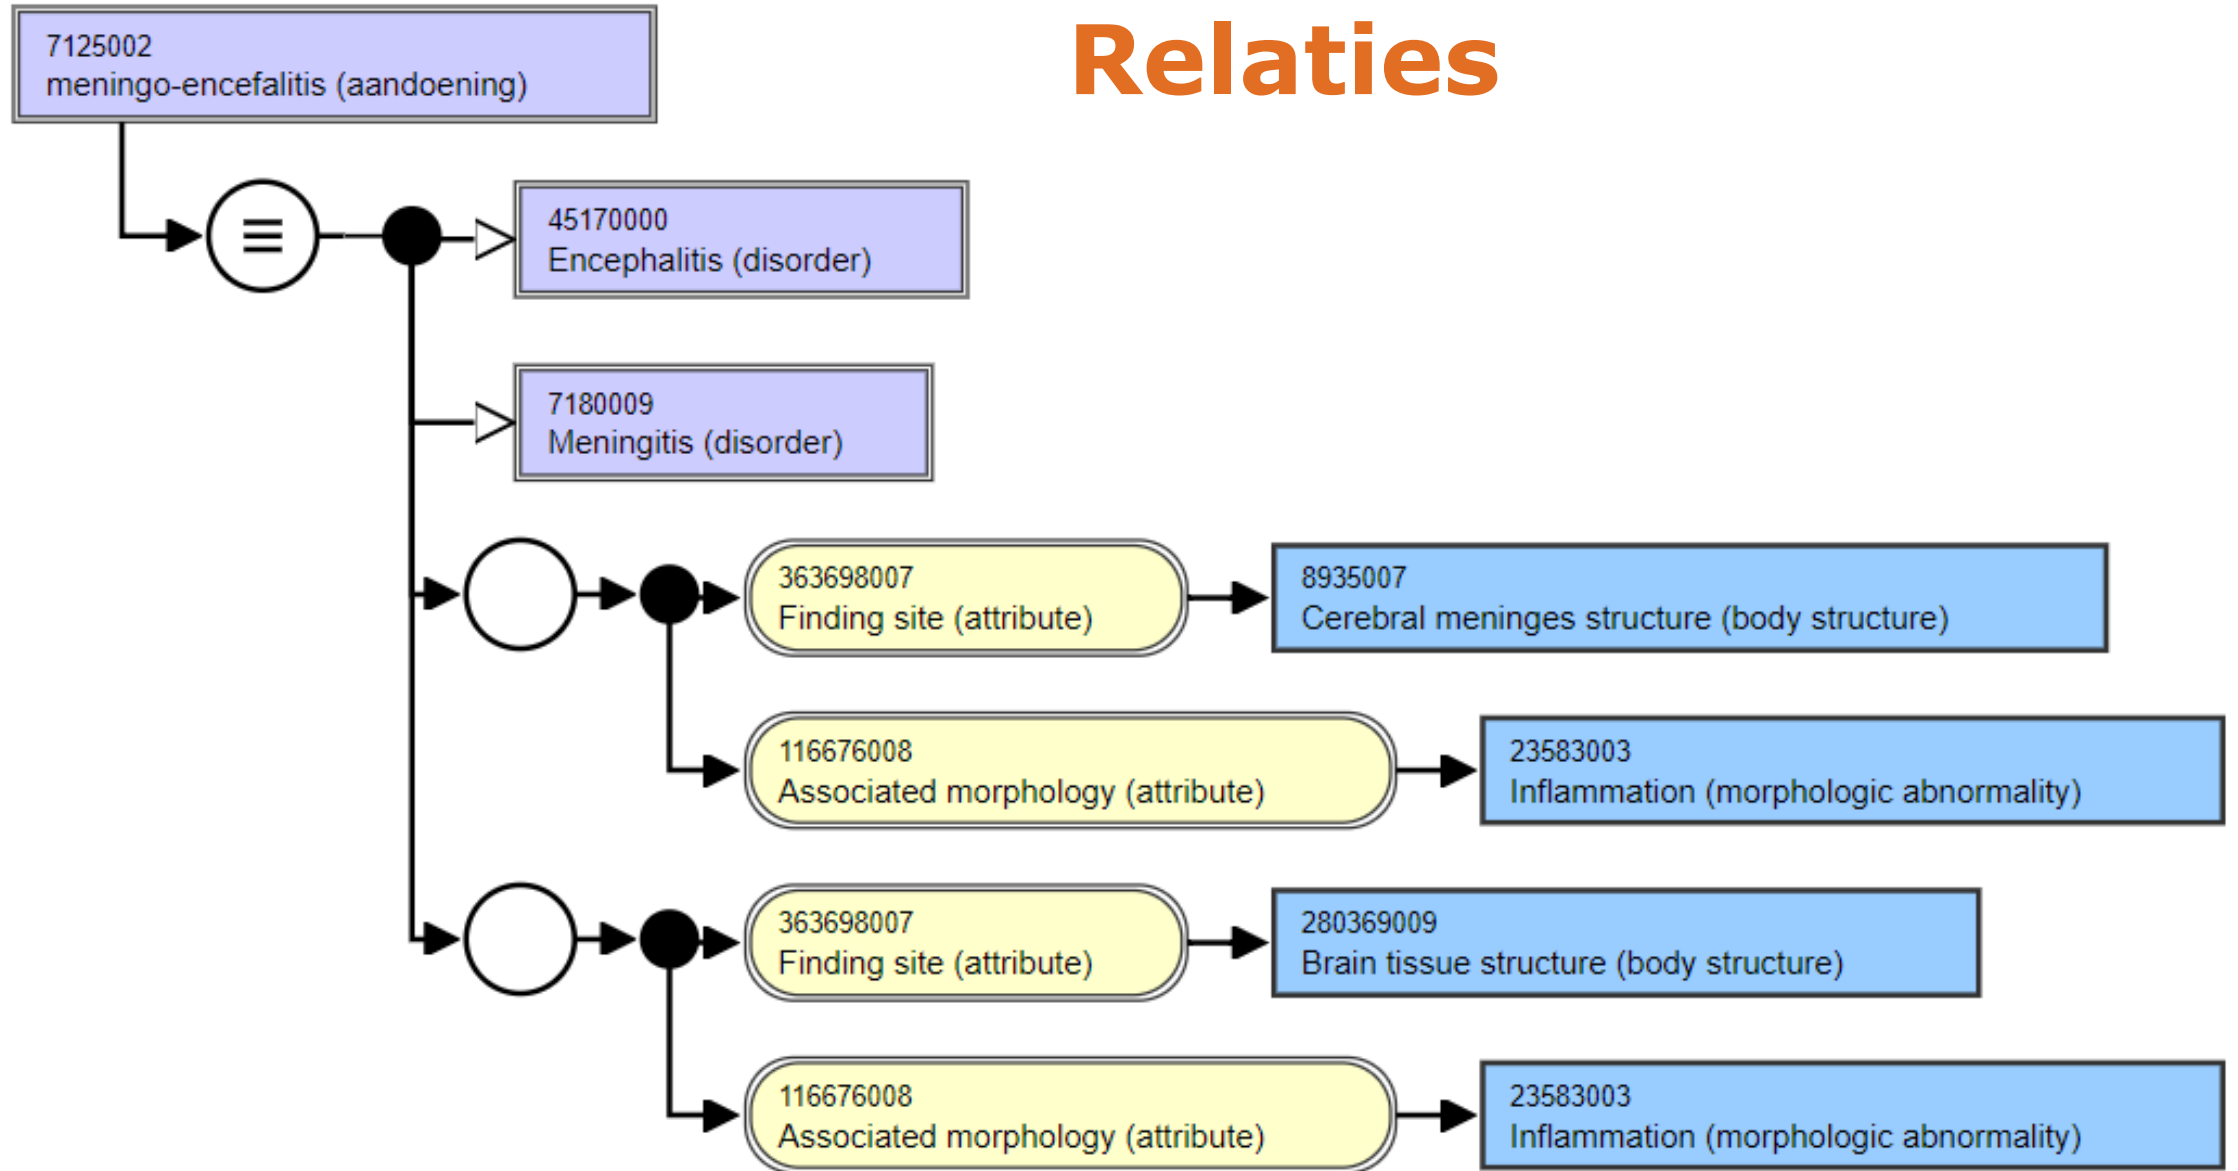 Relaties
7125002
meningo-encefalitis (aandoening)
45170000
Encephalitis (disorder)
7180009
Meningitis (disorder)
363698007
Finding site (attribute)
8935007
Cerebral meninges structure (body structure)
116676008
Associated morphology (attribute)
23583003
Inflammation (morphologic abnormality)
363698007
Finding site (attribute)
280369009
Brain tissue structure (body structure)
116676008
Associated morphology (attribute)
23583003
Inflammation (morphologic abnormality)